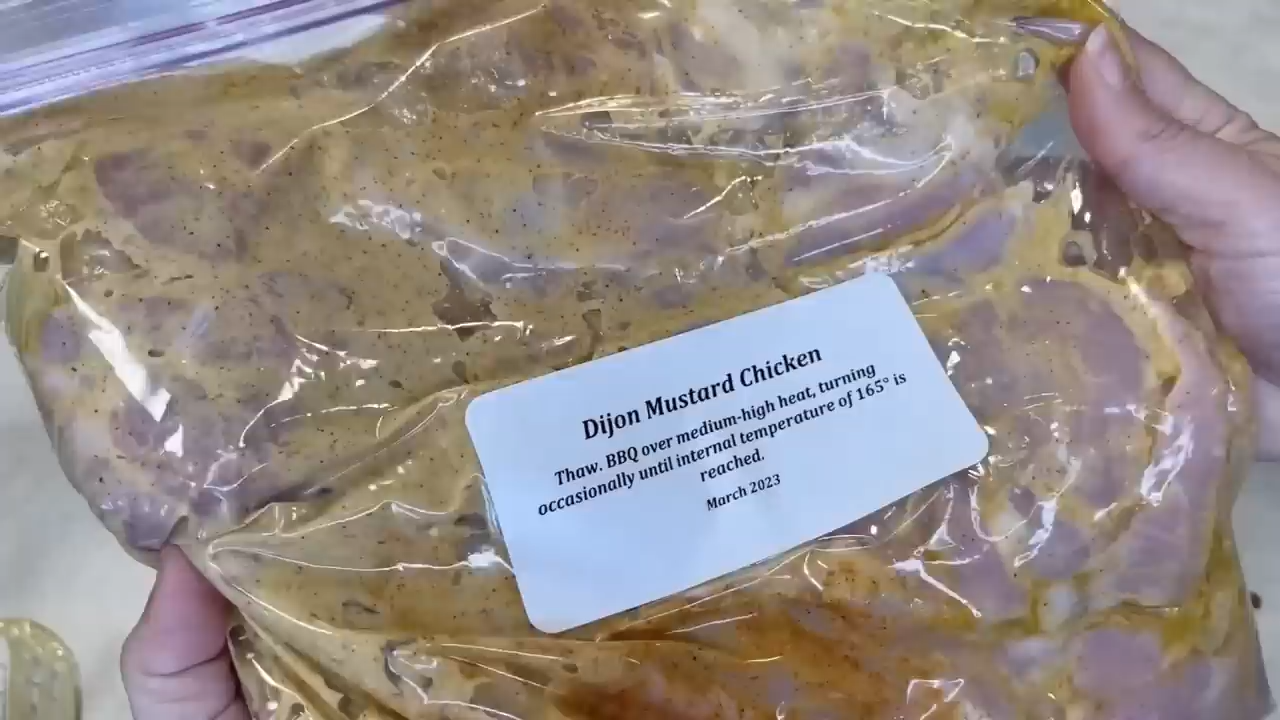 Dijon Mustard Chicken
Thaw. BBQ over medium-high heat, turning
occasionally until internal temperature of 165° is
reached.
March 2023